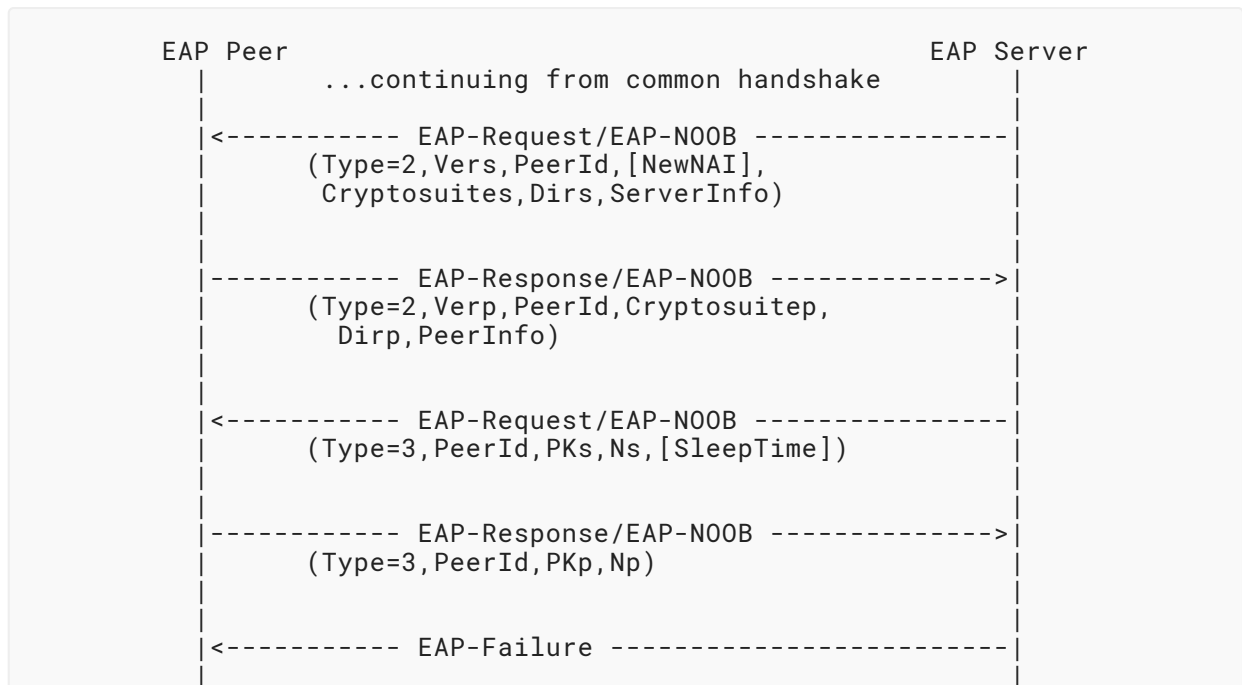 EAP Peer EAP Server
| ...continuing from common handshake |
| |
|<----------- EAP-Request/EAP-NOOB ----------------|
| (Type=2,Vers,PeerId,[NewNAI], |
| Cryptosuites,Dirs,ServerInfo) |
| |
| |
|------------ EAP-Response/EAP-NOOB -------------->|
| (Type=2,Verp,PeerId,Cryptosuitep, |
| Dirp,PeerInfo) |
| |
| |
|<----------- EAP-Request/EAP-NOOB ----------------|
| (Type=3,PeerId,PKs,Ns,[SleepTime]) |
| |
| |
|------------ EAP-Response/EAP-NOOB -------------->|
| (Type=3,PeerId,PKp,Np) |
| |
| |
|<----------- EAP-Failure -------------------------|
| |